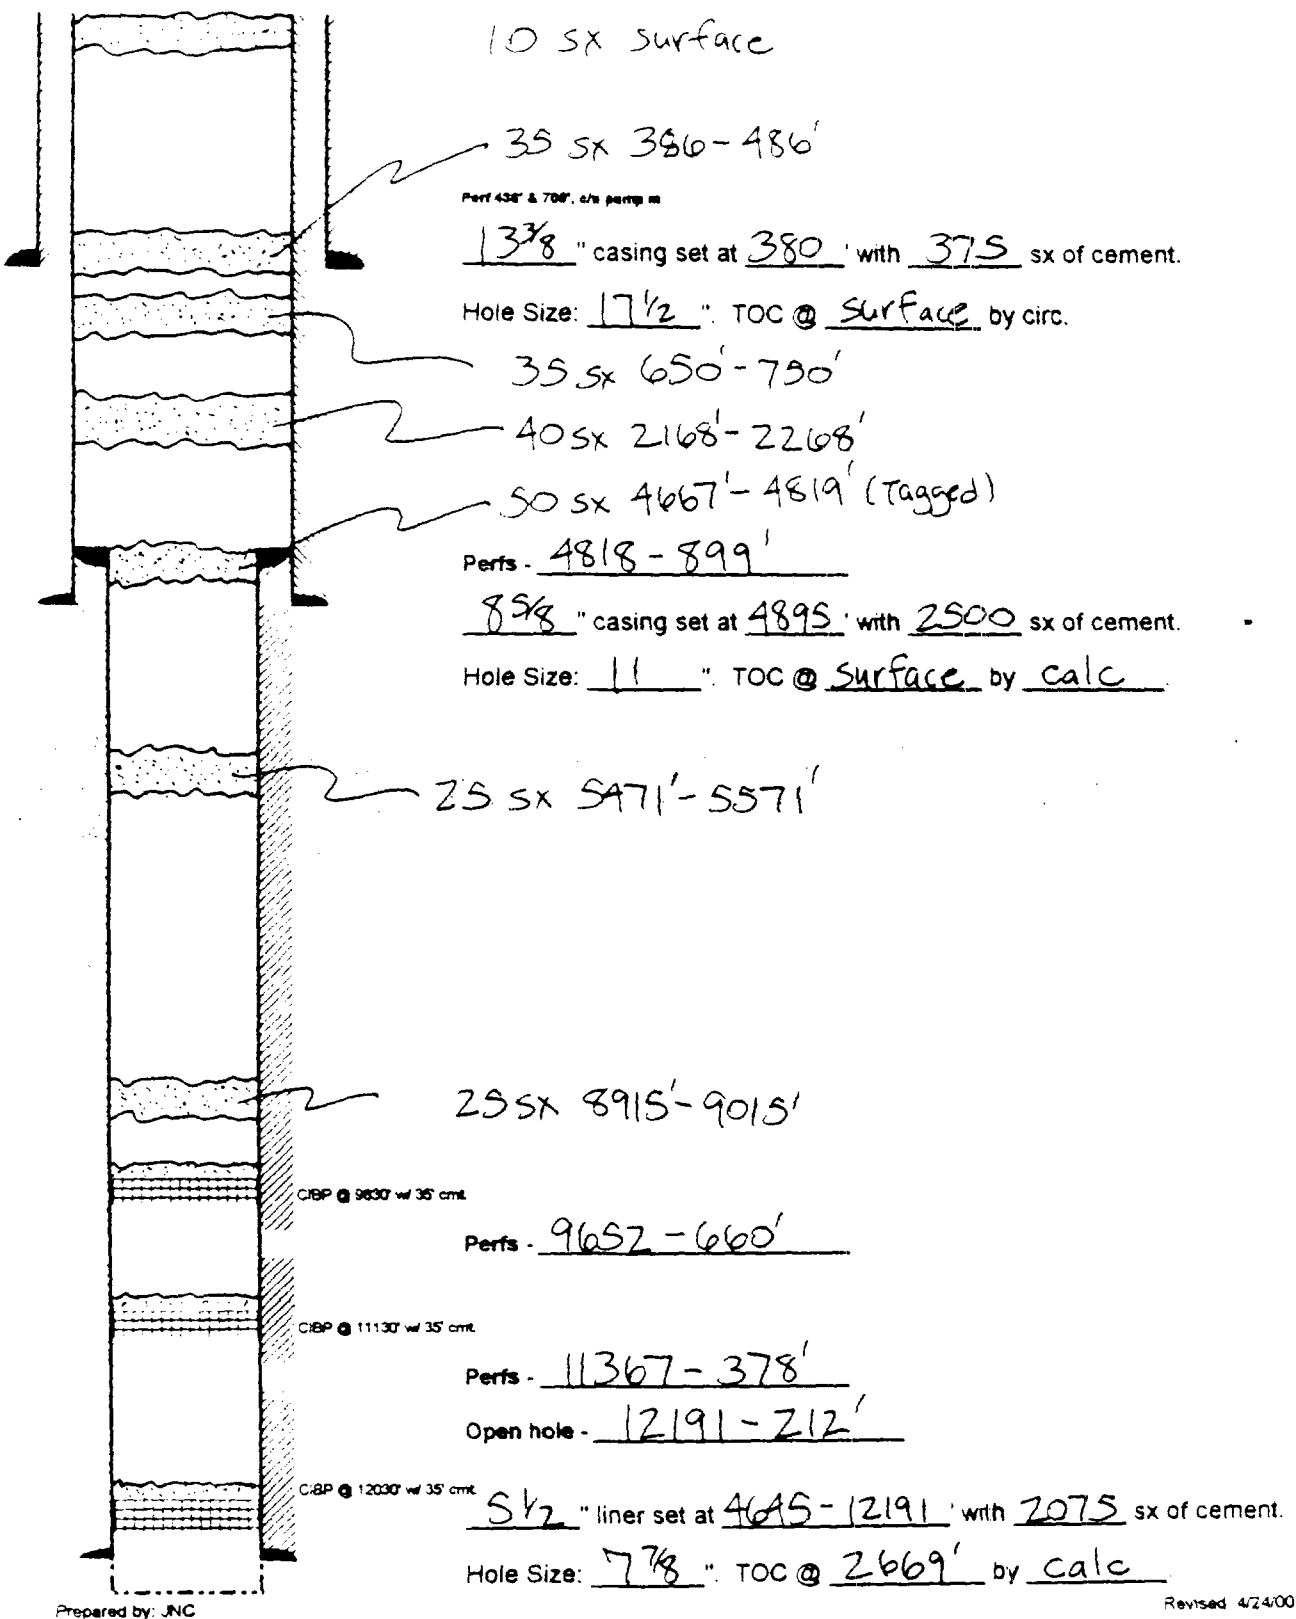 10 sx surface
35 sx 386-486'
Perf 436' & 700', c/n pump in
13 3/8 " casing set at 380 ' with 375 sx of cement.
Hole Size: 17 1/2 ". TOC @ surface by circ.
35 sx 650'-750'
40 sx 2168'-2268'
50 sx 4667'-4819' (Tagged)
Perfs - 4818-899'
8 5/8 " casing set at 4895 ' with 2500 sx of cement.
Hole Size: 11 ". TOC @ surface by calc
25 sx 5471'-5571'
25 sx 8915'-9015'
CIBP @ 9630' w/ 35' cmt.
Perfs - 9652-660'
CIBP @ 11130' w/ 35' cmt.
Perfs - 11367-378'
Open hole - 12191-212'
CIBP @ 12030' w/ 35' cmt.
5 1/2 " liner set at 4645-12191 ' with 2075 sx of cement.
Hole Size: 7 7/8 ". TOC @ 2669' by calc
Prepared by: JNC
Revised 4/24/00